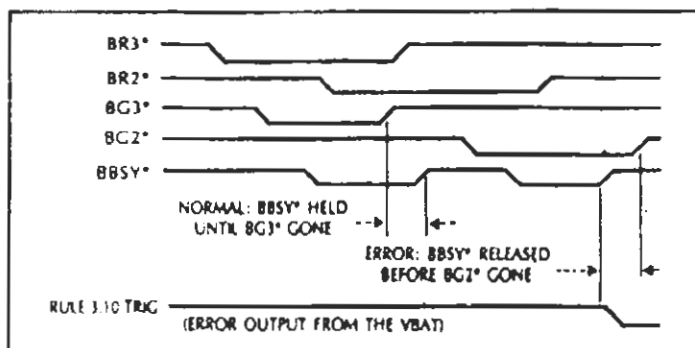 BR3*
BR2*
BG3*
BG2*
BBSY*
NORMAL: BBSY* HELD
UNTIL BG3* GONE
ERROR: BBSY* RELEASED
BEFORE BG2* GONE
RULE 3.10 TRIG
(ERROR OUTPUT FROM THE VBAT)